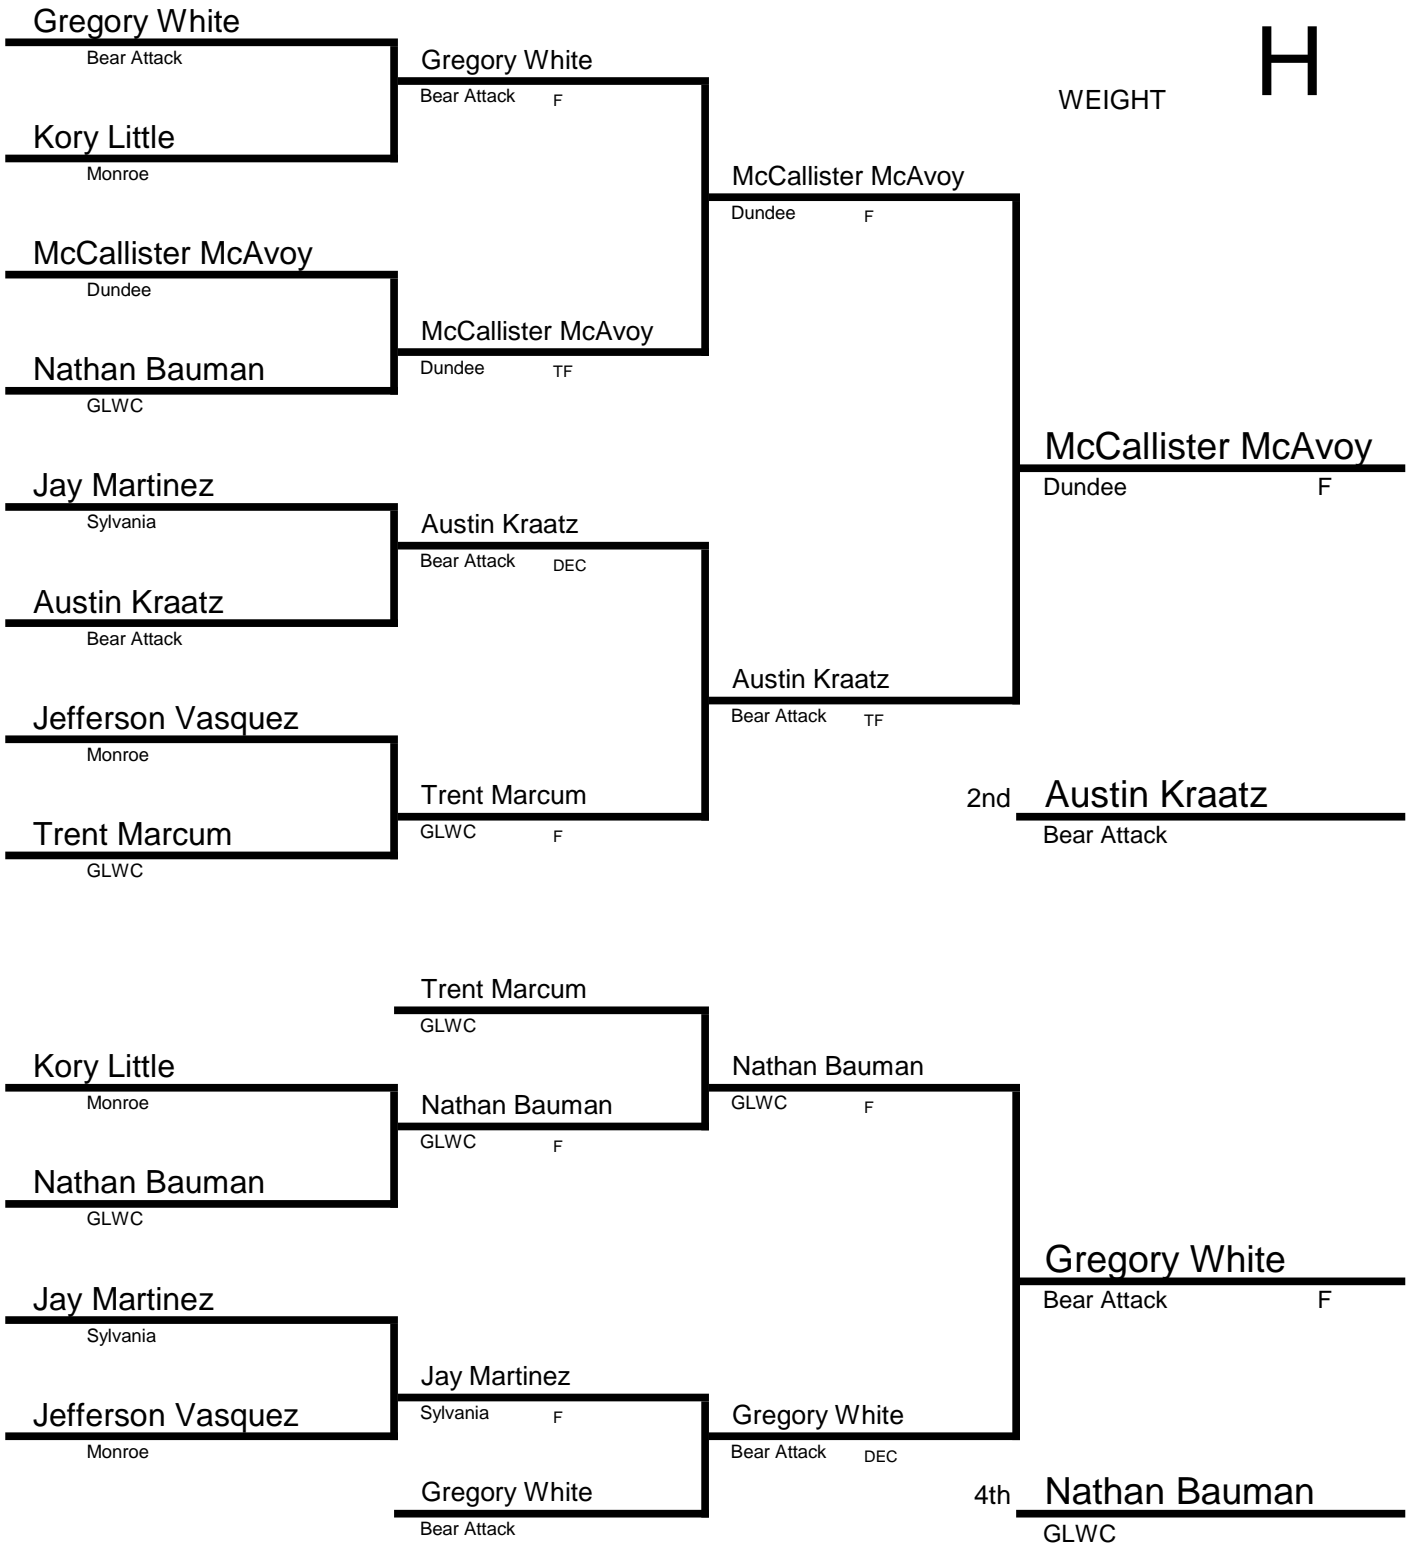 Gregory White
Bear Attack
Gregory White
Bear Attack F
H
WEIGHT
Kory Little
Monroe
McCallister McAvoy
Dundee F
McCallister McAvoy
Dundee
McCallister McAvoy
Dundee TF
Nathan Bauman
GLWC
McCallister McAvoy
Dundee F
Jay Martinez
Sylvania
Austin Kraatz
Bear Attack DEC
Austin Kraatz
Bear Attack
Austin Kraatz
Bear Attack TF
Jefferson Vasquez
Monroe
Trent Marcum
GLWC F
2nd Austin Kraatz
Bear Attack
Trent Marcum
GLWC
Trent Marcum
GLWC
Kory Little
Monroe
Nathan Bauman
GLWC F
Nathan Bauman
GLWC F
Nathan Bauman
GLWC
Gregory White
Bear Attack F
Jay Martinez
Sylvania
Jay Martinez
Sylvania F
Jefferson Vasquez
Monroe
Gregory White
Bear Attack DEC
Gregory White
Bear Attack
4th Nathan Bauman
GLWC